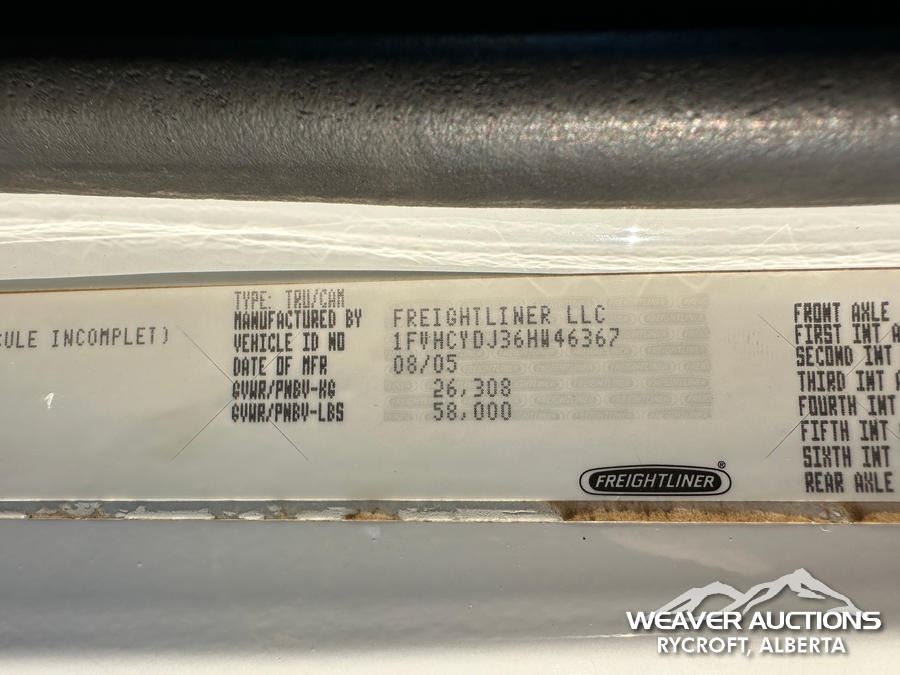 TYPE: TRU/CAM
MANUFACTURED BY FREIGHTLINER LLC
CULE INCOMPLET) VEHICLE ID NO 1FVHCYDJ36HW46367
DATE OF MFR 08/05
GVWR/PNBV-KG 26,308
GVWR/PNBV-LBS 58,000
FRONT AXLE
FIRST INT A
SECOND INT
THIRD INT A
FOURTH INT
FIFTH INT
SIXTH INT
REAR AXLE
FREIGHTLINER®
WEAVER AUCTIONS
RYCROFT, ALBERTA